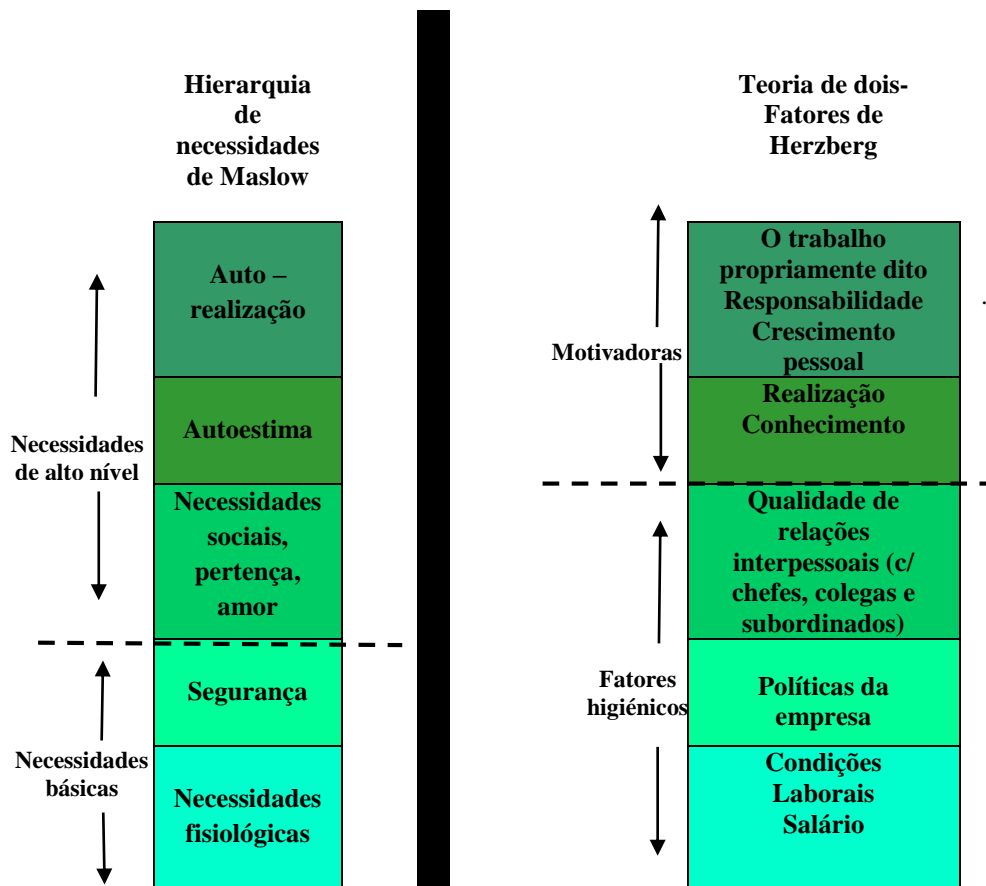 Hierarquia
de
necessidades
de Maslow
Auto –
realização
Autoestima
Necessidades
de alto nível
Necessidades
sociais,
pertença,
amor
Segurança
Necessidades
básicas
Necessidades
fisiológicas
Teoria de dois-
Fatores de
Herzberg
O trabalho
propriamente dito
Responsabilidade
Crescimento
pessoal
Motivadoras
Realização
Conhecimento
Qualidade de
relações
interpessoais (c/
chefes, colegas e
subordinados)
Fatores
higiénicos
Políticas da
empresa
Condições
Laborais
Salário
.